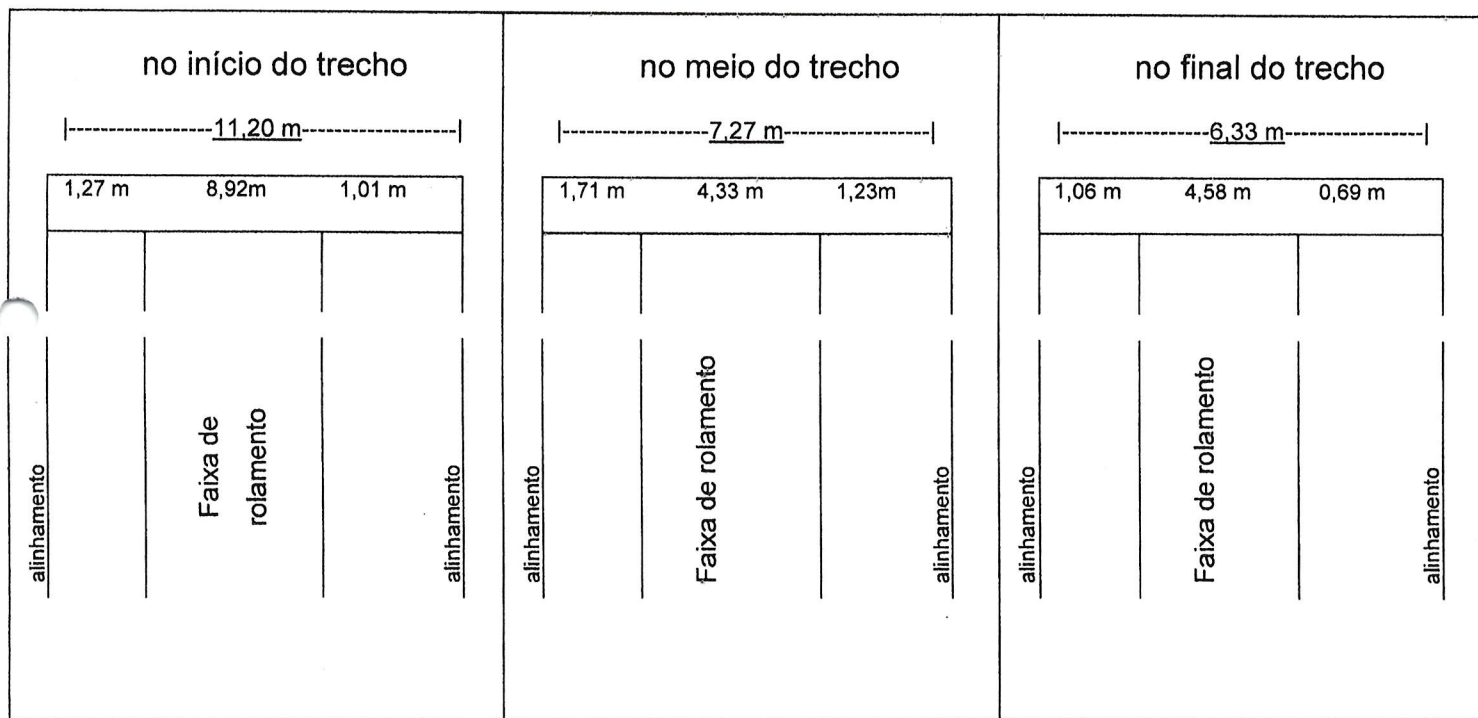 no início do trecho
|-----------------11,20 m------------------|
1,27 m 8,92m 1,01 m
alinhamento
Faixa de
rolamento
alinhamento
no meio do trecho
|-----------------7,27 m-----------------|
1,71 m 4,33 m 1,23m
alinhamento
Faixa de rolamento
alinhamento
no final do trecho
|-----------------6,33 m----------------|
1,06 m 4,58 m 0,69 m
alinhamento
Faixa de rolamento
alinhamento